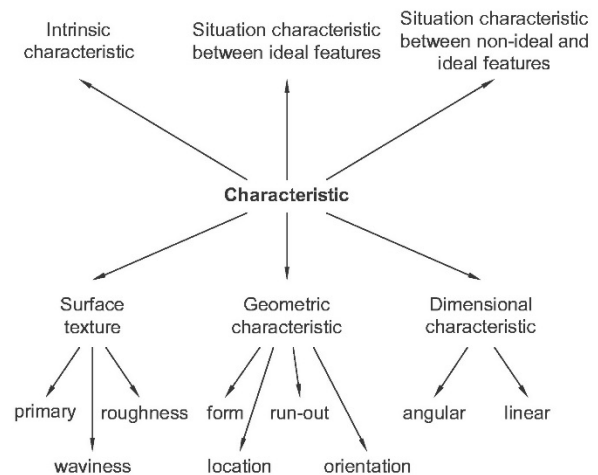 Intrinsic
characteristic
Situation characteristic
between ideal features
Situation characteristic
between non-ideal and
ideal features
Characteristic
Surface
texture
Geometric
characteristic
Dimensional
characteristic
primary
roughness
form
run-out
angular
linear
waviness
location
orientation